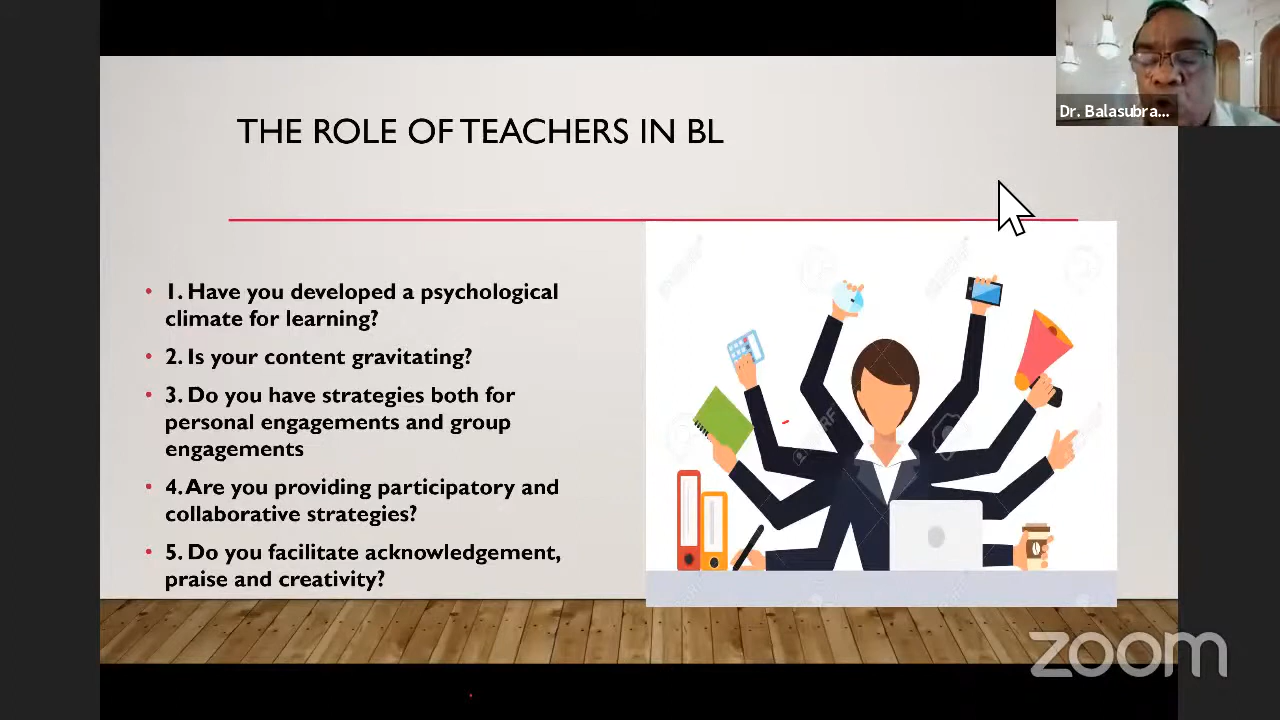 Dr. Balasubra...
THE ROLE OF TEACHERS IN BL
• 1. Have you developed a psychological
climate for learning?
• 2. Is your content gravitating?
• 3. Do you have strategies both for
personal engagements and group
engagements
• 4. Are you providing participatory and
collaborative strategies?
• 5. Do you facilitate acknowledgement,
praise and creativity?
zoom